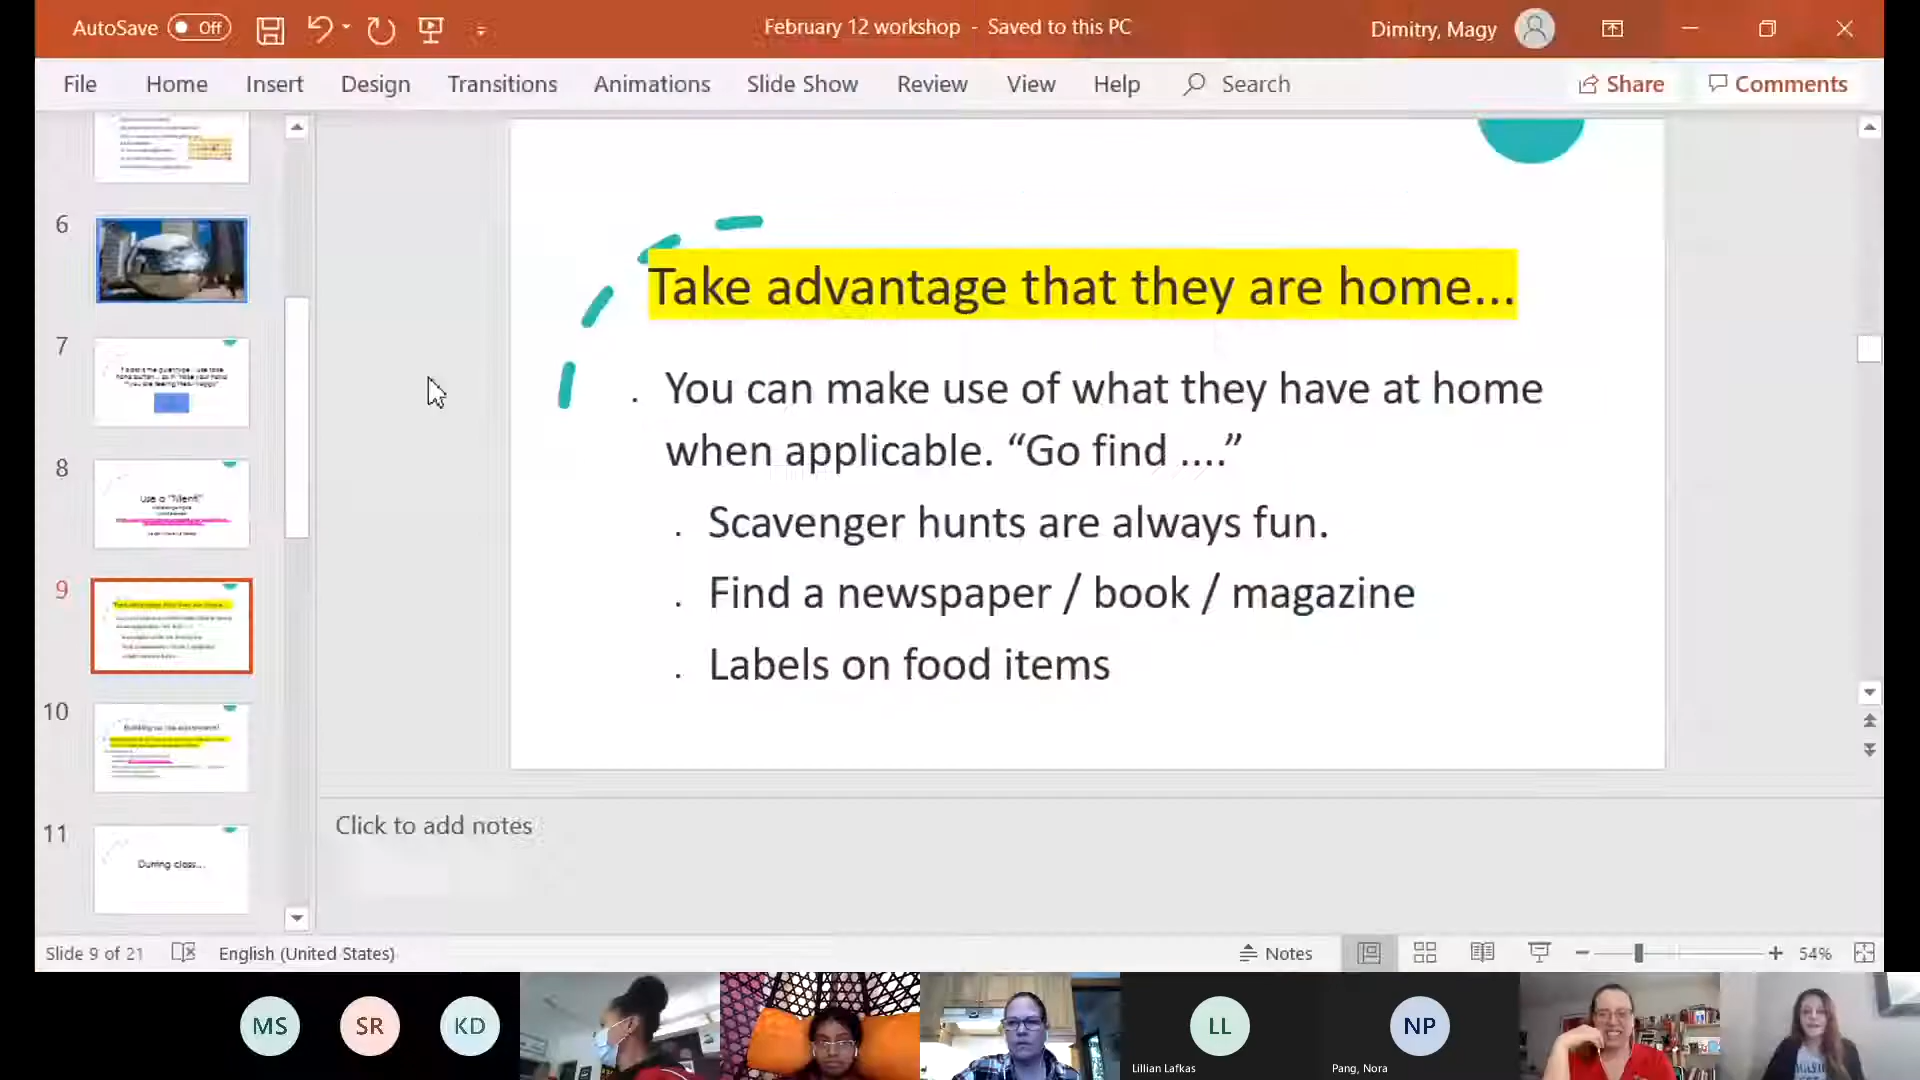 AutoSave Off
February 12 workshop - Saved to this PC
Dimitry, Magy
File Home Insert Design Transitions Animations Slide Show Review View Help Search Share Comments
6
7
8
9
10
11
During class...
Take advantage that they are home...
. You can make use of what they have at home
when applicable. “Go find ....”
. Scavenger hunts are always fun.
. Find a newspaper / book / magazine
. Labels on food items
Click to add notes
Slide 9 of 21 English (United States) Notes 54%
MS SR KD LL NP
Lillian Lafkas Pang, Nora